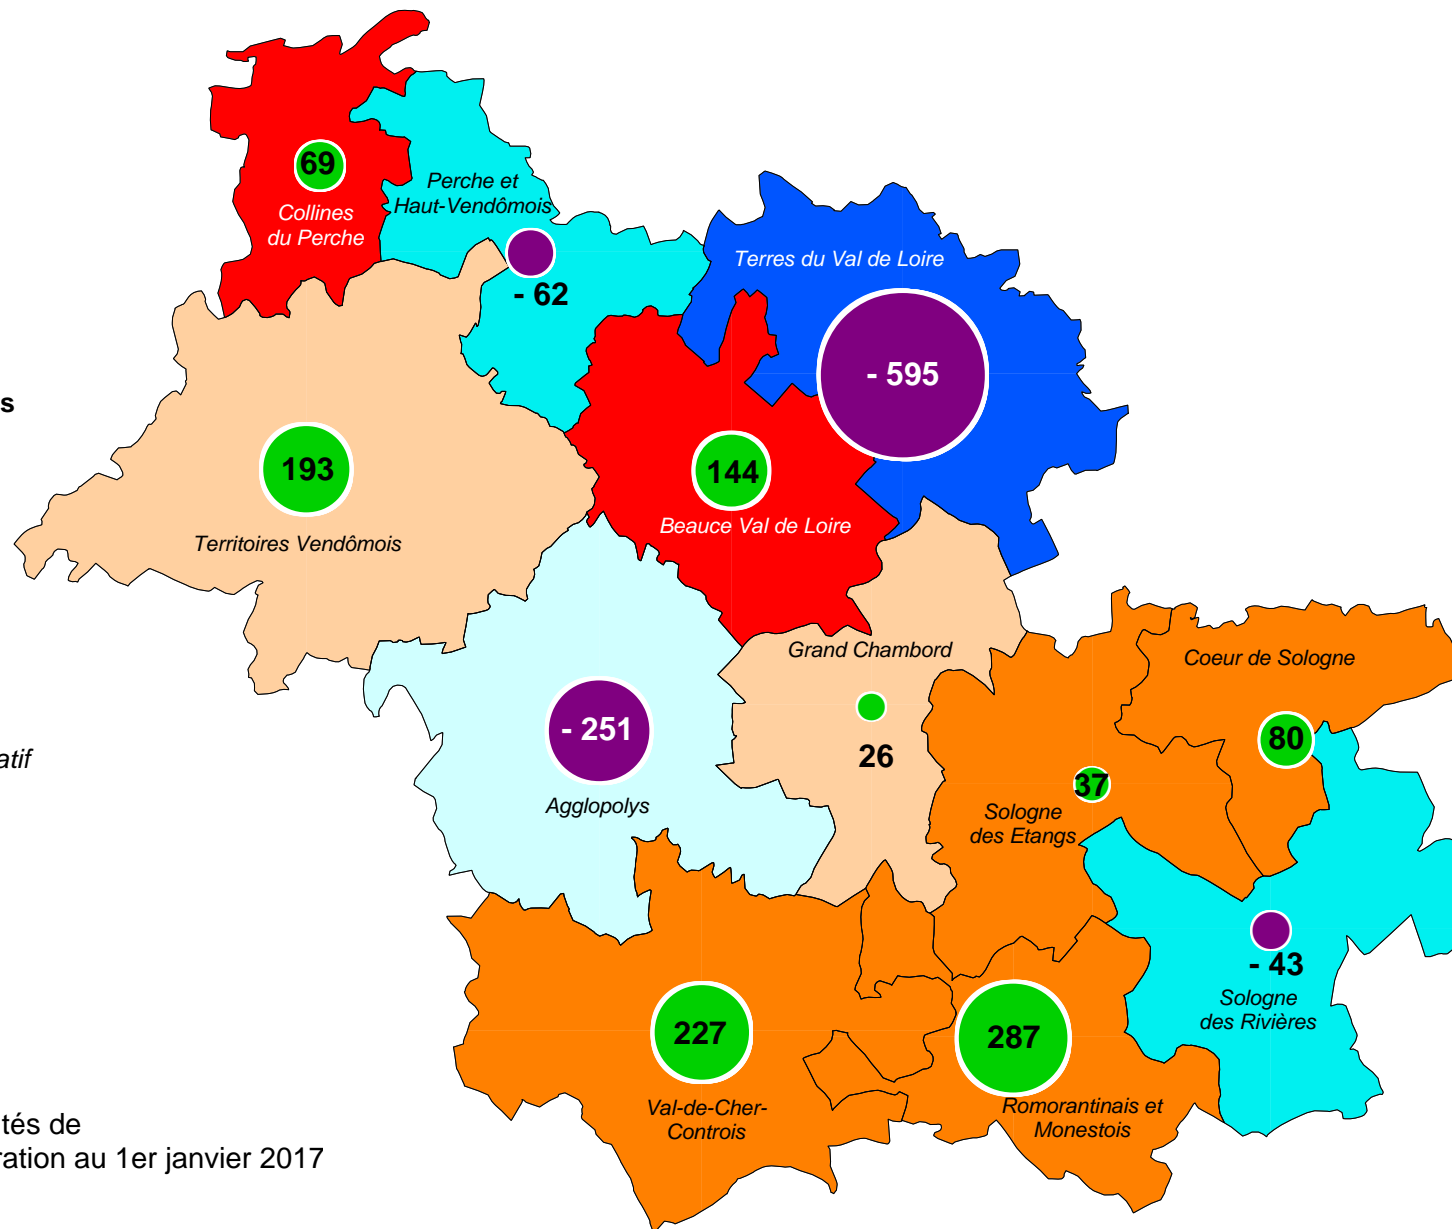 69
Collines
du Perche
Perche et
Haut-Vendômois
- 62
Terres du Val de Loire
- 595
s
193
Territoires Vendômois
144
Beauce Val de Loire
Grand Chambord
26
Coeur de Sologne
80
- 251
Agglopolys
atif
37
Sologne
des Etangs
- 43
Sologne
des Rivières
227
Val-de-Cher-
Controis
287
Romorantinais et
Monestois
tés de
ration au 1er janvier 2017